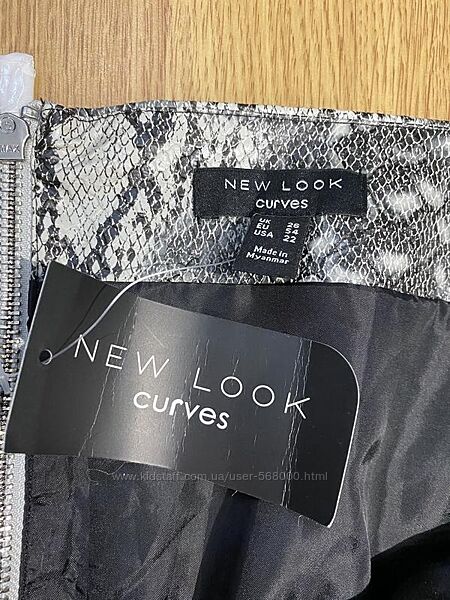 NEW LOOK
curves
UK 26
EU 54
USA 22
Made in
Myanmar
NEW LOOK
curves
www.kidstaff.com.ua/user-568000.html